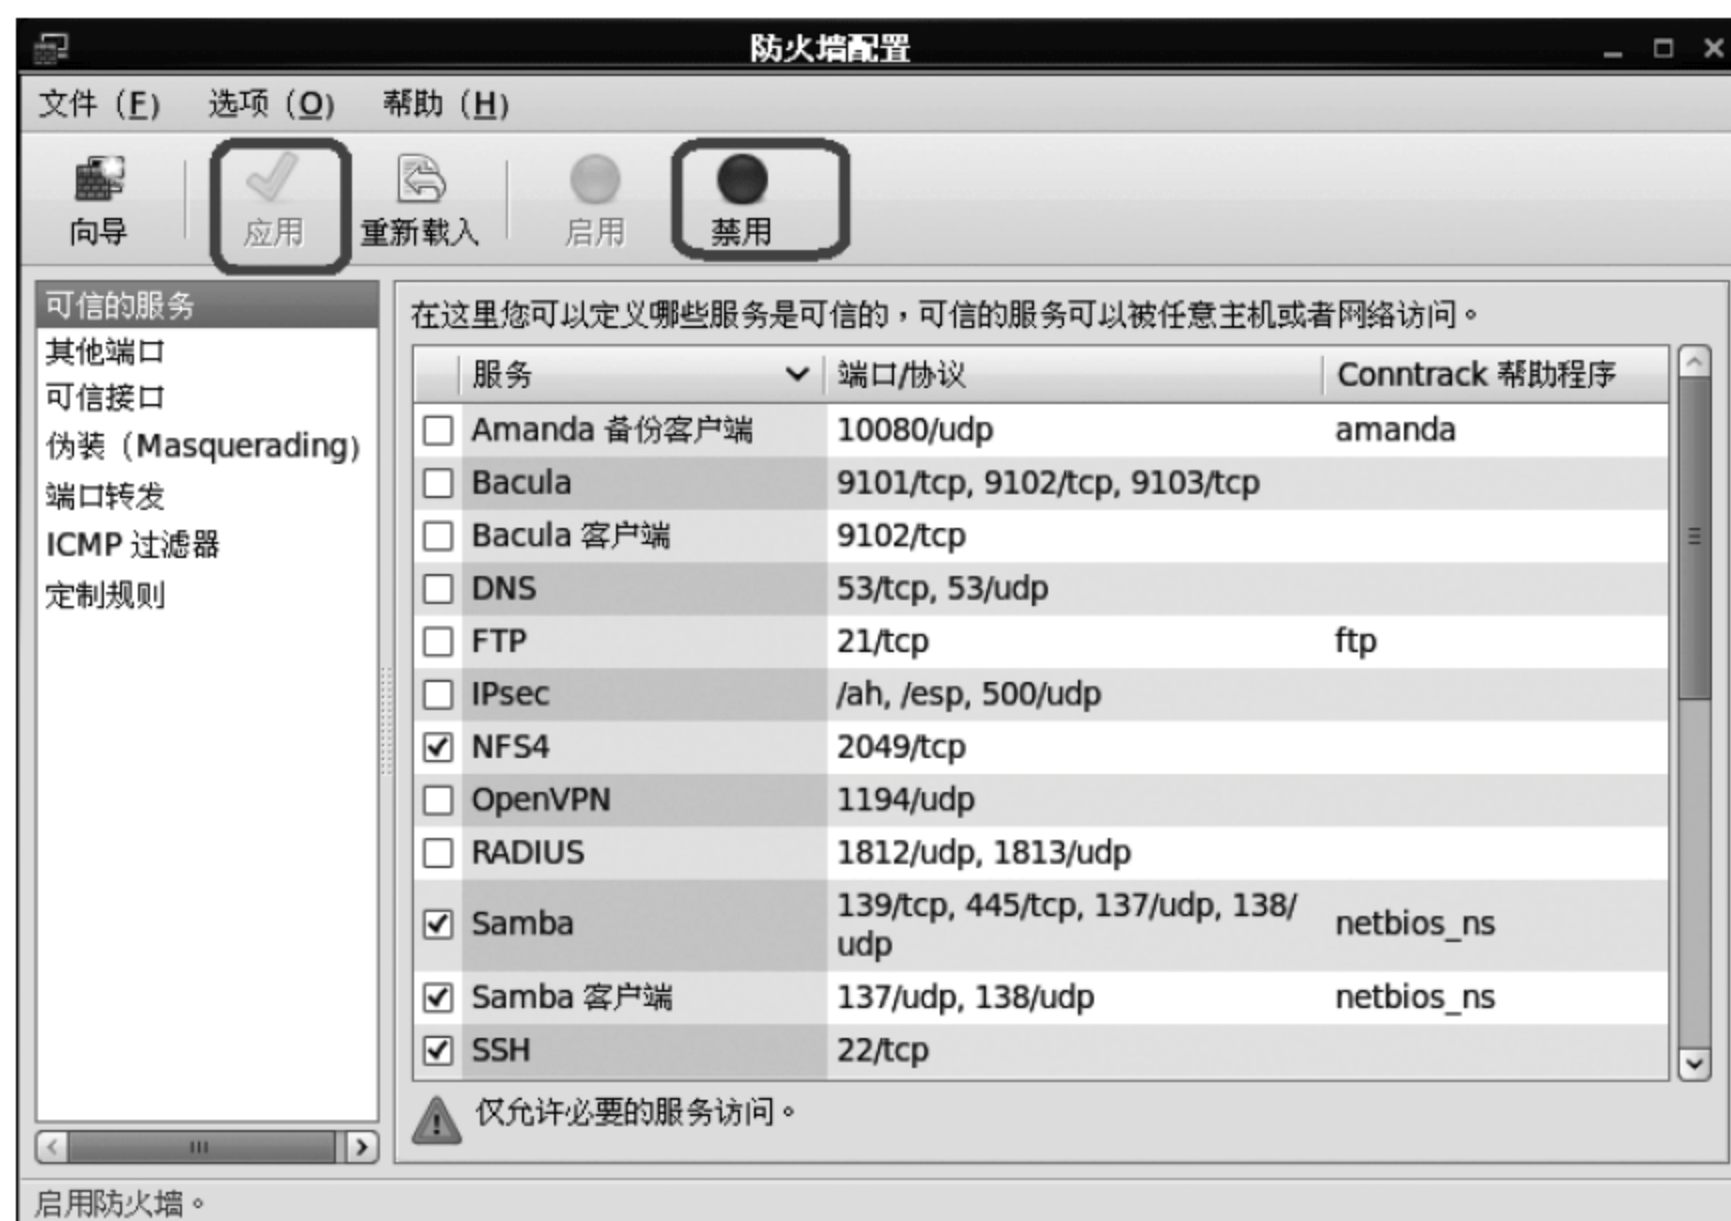 防火墙配置
文件（F） 选项（O） 帮助（H）
向导 应用 重新载入 启用 禁用
可信的服务
其他端口
可信接口
伪装（Masquerading）
端口转发
ICMP 过滤器
定制规则
在这里您可以定义哪些服务是可信的，可信的服务可以被任意主机或者网络访问。
服务 端口/协议 Conntrack 帮助程序
Amanda 备份客户端 10080/udp amanda
Bacula 9101/tcp, 9102/tcp, 9103/tcp
Bacula 客户端 9102/tcp
DNS 53/tcp, 53/udp
FTP 21/tcp ftp
IPsec /ah, /esp, 500/udp
NFS4 2049/tcp
OpenVPN 1194/udp
RADIUS 1812/udp, 1813/udp
Samba 139/tcp, 445/tcp, 137/udp, 138/
udp netbios_ns
Samba 客户端 137/udp, 138/udp netbios_ns
SSH 22/tcp
仅允许必要的服务访问。
启用防火墙。